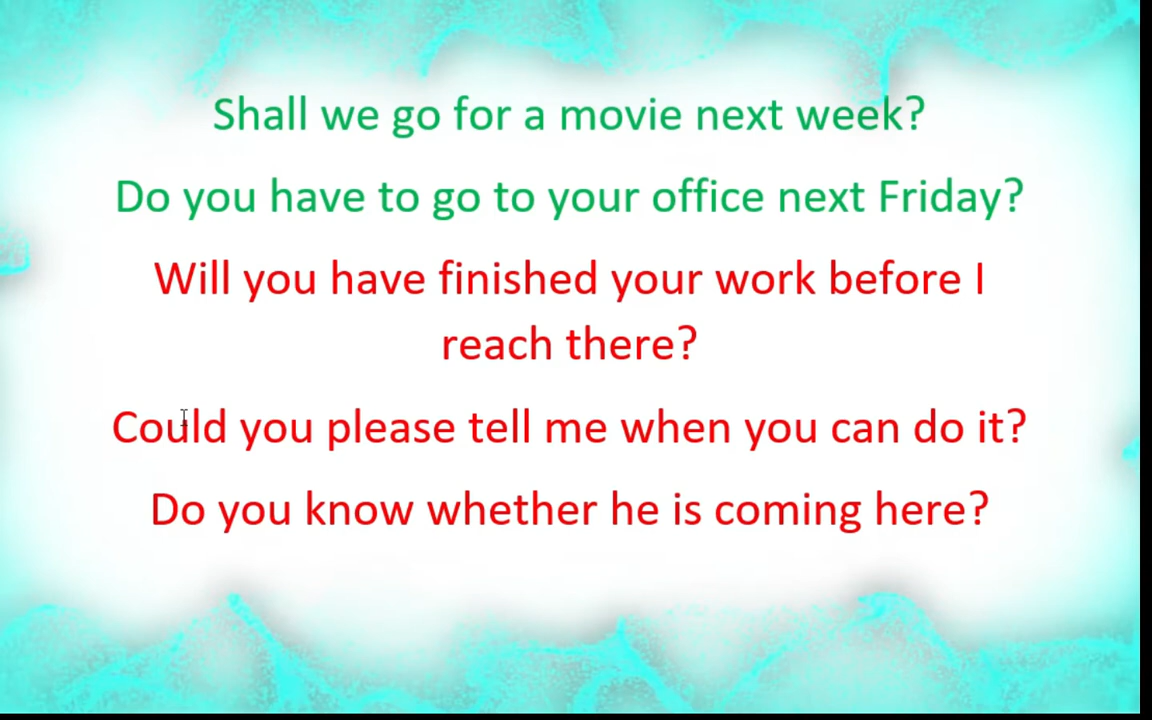 Shall we go for a movie next week?
Do you have to go to your office next Friday?
Will you have finished your work before I
reach there?
Could you please tell me when you can do it?
Do you know whether he is coming here?